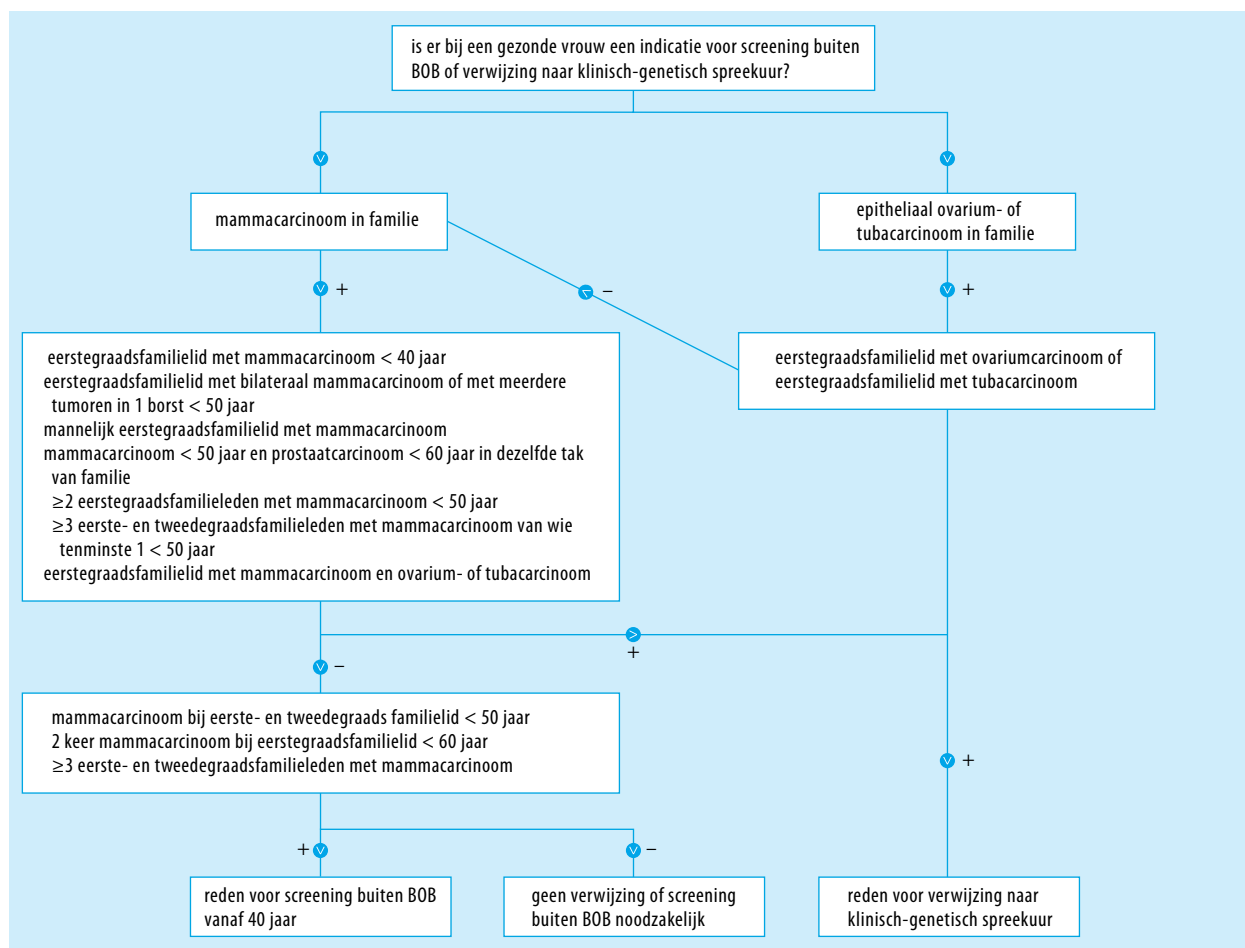 is er bij een gezonde vrouw een indicatie voor screening buiten
BOB of verwijzing naar klinisch-genetisch spreekuur?
mammacarcinoom in familie
epitheliaal ovarium- of
tubacarcinoom in familie
+
–
+
eerstegraadsfamilielid met mammacarcinoom < 40 jaar
eerstegraadsfamilielid met bilateraal mammacarcinoom of met meerdere
tumoren in 1 borst < 50 jaar
mannelijk eerstegraadsfamilielid met mammacarcinoom
mammacarcinoom < 50 jaar en prostaatcarcinoom < 60 jaar in dezelfde tak
van familie
≥2 eerstegraadsfamilieleden met mammacarcinoom < 50 jaar
≥3 eerste- en tweedegraadsfamilieleden met mammacarcinoom van wie
tenminste 1 < 50 jaar
eerstegraadsfamilielid met mammacarcinoom en ovarium- of tubacarcinoom
eerstegraadsfamilielid met ovariumcarcinoom of
eerstegraadsfamilielid met tubacarcinoom
+
–
mammacarcinoom bij eerste- en tweedegraads familielid < 50 jaar
2 keer mammacarcinoom bij eerstegraadsfamilielid < 60 jaar
≥3 eerste- en tweedegraadsfamilieleden met mammacarcinoom
+
+
–
reden voor screening buiten BOB
vanaf 40 jaar
geen verwijzing of screening
buiten BOB noodzakelijk
reden voor verwijzing naar
klinisch-genetisch spreekuur